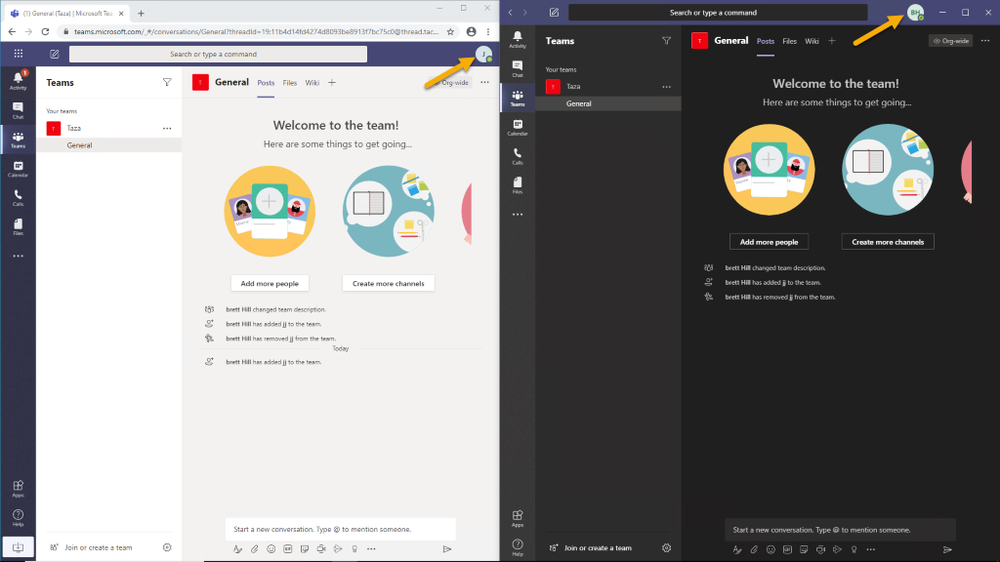 (1) General (Taza) | Microsoft Tea
teams.microsoft.com/_#/conversations/General?threadId=19:11b4d14fd4274d8093be8913f7bc75c0@thread.tac...
Search or type a command
J
1
Activity
Chat
Teams
Calendar
Calls
Files
Apps
Help
Teams
Your teams
T
Taza
General
Join or create a team
T
General
Posts
Files
Wiki
Org-wide
Welcome to the team!
Here are some things to get going...
Maxine
Add more people
Create more channels
brett Hill changed team description.
brett Hill has added jj to the team.
brett Hill has removed jj from the team.
Today
brett Hill has added jj to the team.
Start a new conversation. Type @ to mention someone.
GIF
Search or type a command
BH
Activity
Chat
Teams
Calendar
Calls
Files
Apps
Help
Teams
Your teams
T
Taza
General
Join or create a team
T
General
Posts
Files
Wiki
Org-wide
Welcome to the team!
Here are some things to get going...
Maxine
Add more people
Create more channels
brett Hill changed team description.
brett Hill has added jj to the team.
brett Hill has removed jj from the team.
Start a new conversation. Type @ to mention someone.
GIF